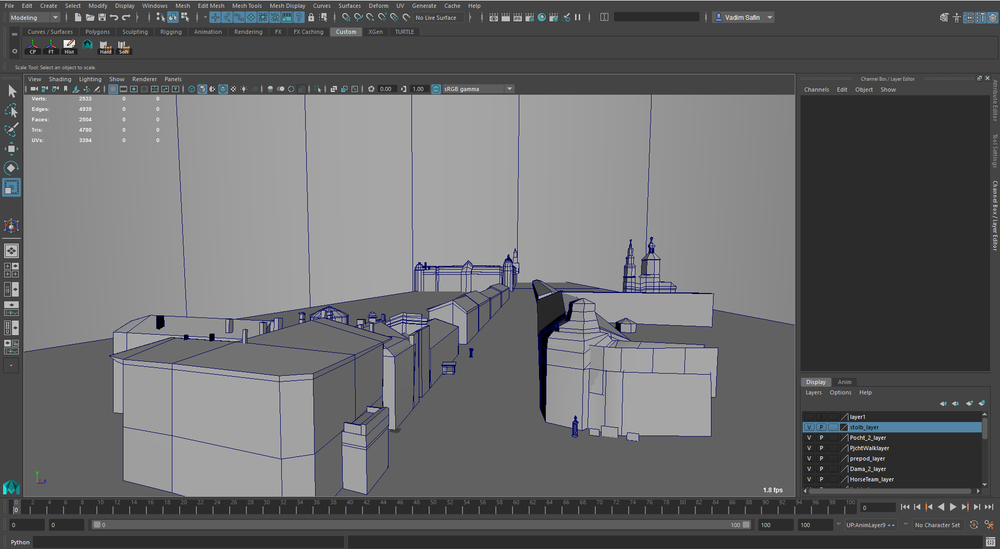 File Edit Create Select Modify Display Windows Mesh Edit Mesh Mesh Tools Mesh Display Curves Surfaces Deform UV Generate Cache Help
Modeling No Live Surface Vadim Safin
Curves / Surfaces Polygons Sculpting Rigging Animation Rendering FX FX Caching Custom XGen TURTLE
CP FT Hist Hard Soft
Scale Tool: Select an object to scale.
View Shading Lighting Show Renderer Panels
0.00 1.00 ON sRGB gamma
Verts: 2533 0 0
Edges: 4939 0 0
Faces: 2504 0 0
Tris: 4780 0 0
UVs: 3394 0 0
y
z
1.8 fps
Channel Box / Layer Editor
Channels Edit Object Show
Attribute Editor
Tool Settings
Channel Box / Layer Editor
Display Anim
Layers Options Help
P layer1
V P stolb_layer
V P Pocht_2_layer
V P PjchtWalklayer
V P prepod_layer
V P Dama_2_layer
V P HorseTeam_layer
0 2 4 6 8 10 12 14 16 18 20 22 24 26 28 30 32 34 36 38 40 42 44 46 48 50 52 54 56 58 60 62 64 66 68 70 72 74 76 78 80 82 84 86 88 90 92 94 96 98 100
0
0
0 0 0 100 100 100 UP:AnimLayer9 ++ No Character Set
Python